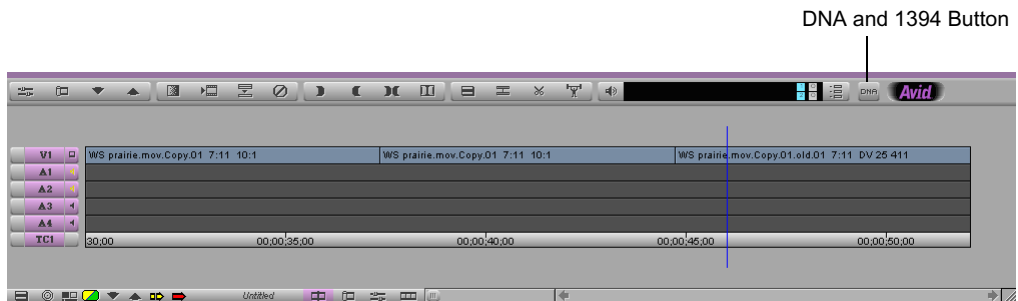 DNA and 1394 Button
DNA Avid
V1 WS prairie.mov.Copy.01 7:11 10:1 WS prairie.mov.Copy.01 7:11 10:1 WS prairie.mov.Copy.01.old.01 7:11 DV 25 411
A1
A2
A3
A4
TC1 30;00 00;00;35;00 00;00;40;00 00;00;45;00 00;00;50;00
Untitled